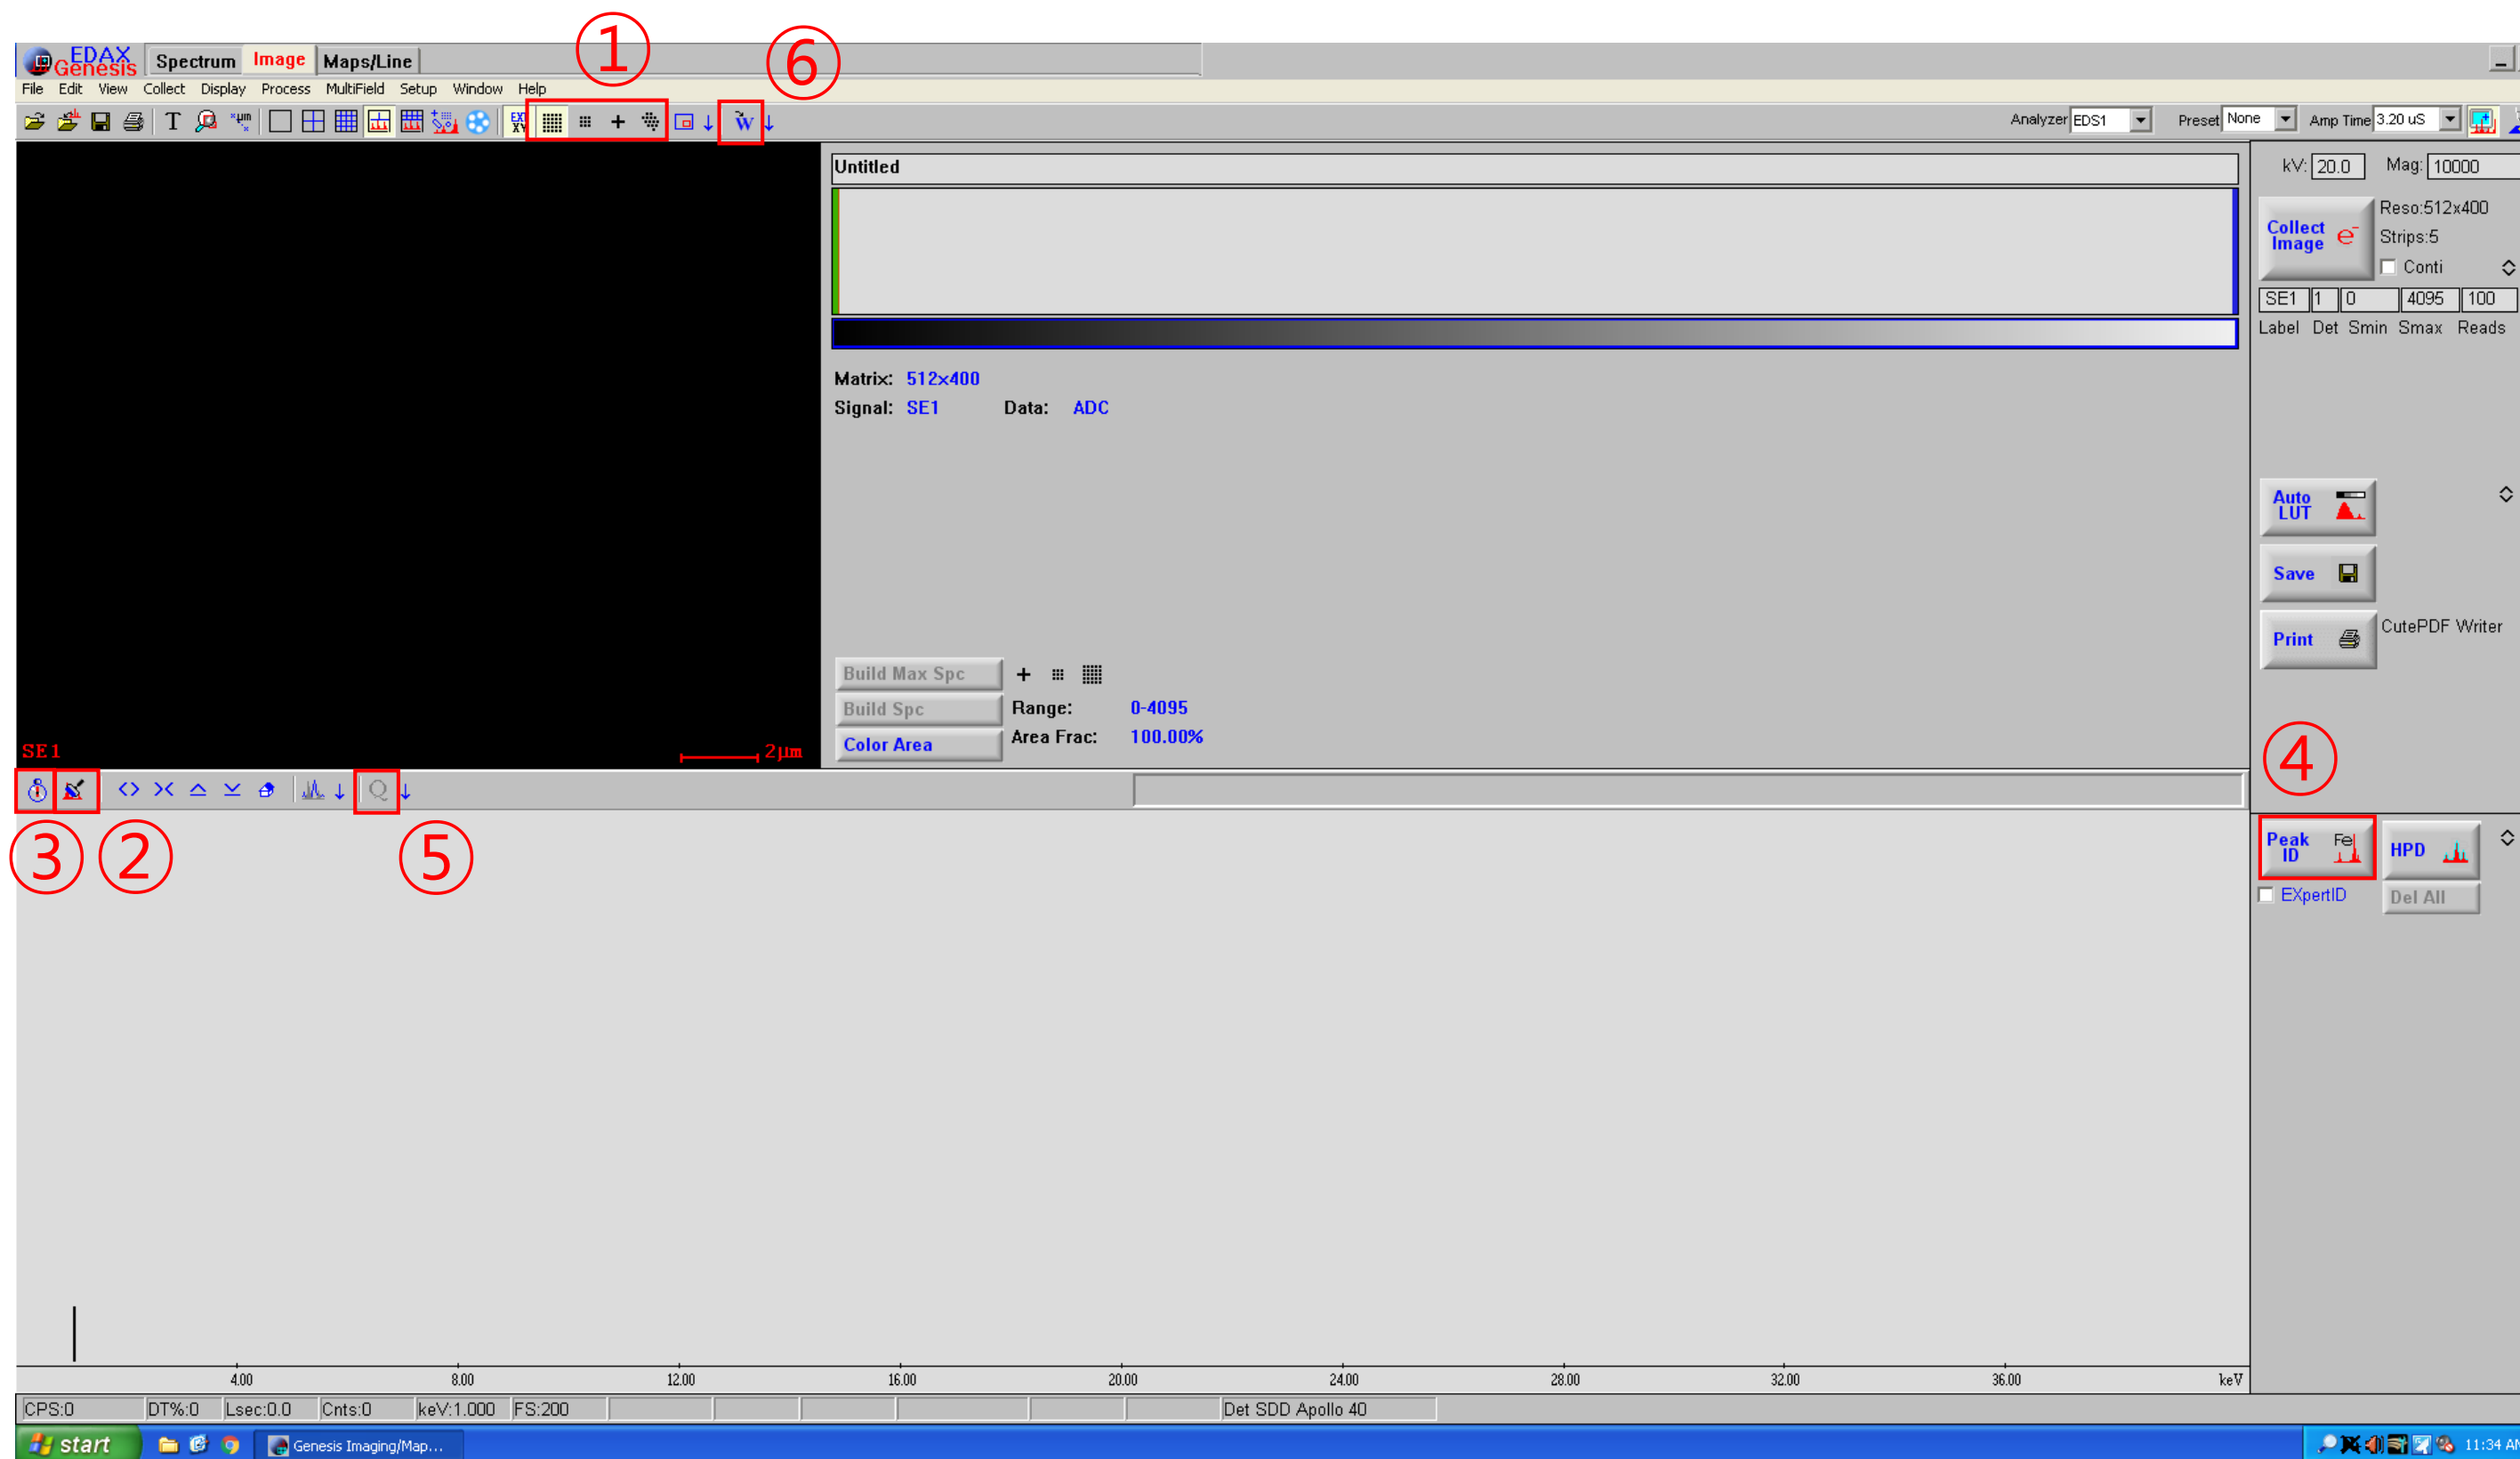 ① ⑥
EDAX Genesis Spectrum Image Maps/Line
File Edit View Collect Display Process MultiField Setup Window Help
T μm EX XY W Analyzer EDS1 Preset None Amp Time 3.20 uS
Untitled
kV: 20.0 Mag: 10000
Collect Image e⁻ Reso:512x400
Strips:5
Conti
SE1 1 0 4095 100
Label Det Smin Smax Reads
Matrix: 512x400
Signal: SE1 Data: ADC
Auto LUT
Save
Print CutePDF Writer
Build Max Spc
Build Spc Range: 0-4095
Color Area Area Frac: 100.00%
SE1 2μm
④
Q
③ ② ⑤
Peak ID Fe HPD
EXpertID Del All
4.00 8.00 12.00 16.00 20.00 24.00 28.00 32.00 36.00 keV
CPS:0 DT%:0 Lsec:0.0 Cnts:0 keV:1.000 FS:200 Det SDD Apollo 40
start Genesis Imaging/Map... 11:34 AM